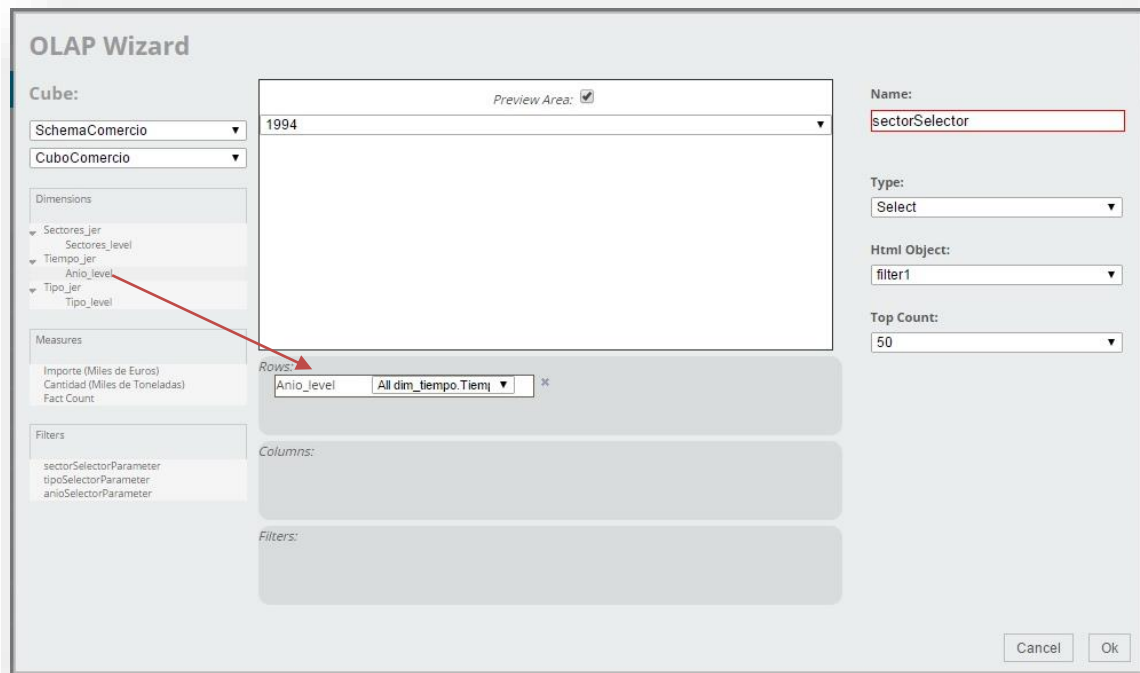 OLAP Wizard
Cube:
SchemaComercio
CuboComercio
Dimensions
Sectores_jer
Sectores_level
Tiempo_jer
Anio_level
Tipo_jer
Tipo_level
Measures
Importe (Miles de Euros)
Cantidad (Miles de Toneladas)
Fact Count
Filters
sectorSelectorParameter
tipoSelectorParameter
anioSelectorParameter
Preview Area:
1994
Rows:
Anio_level All dim_tiempo.Tiem
Columns:
Filters:
Name:
sectorSelector
Type:
Select
Html Object:
filter1
Top Count:
50
Cancel Ok